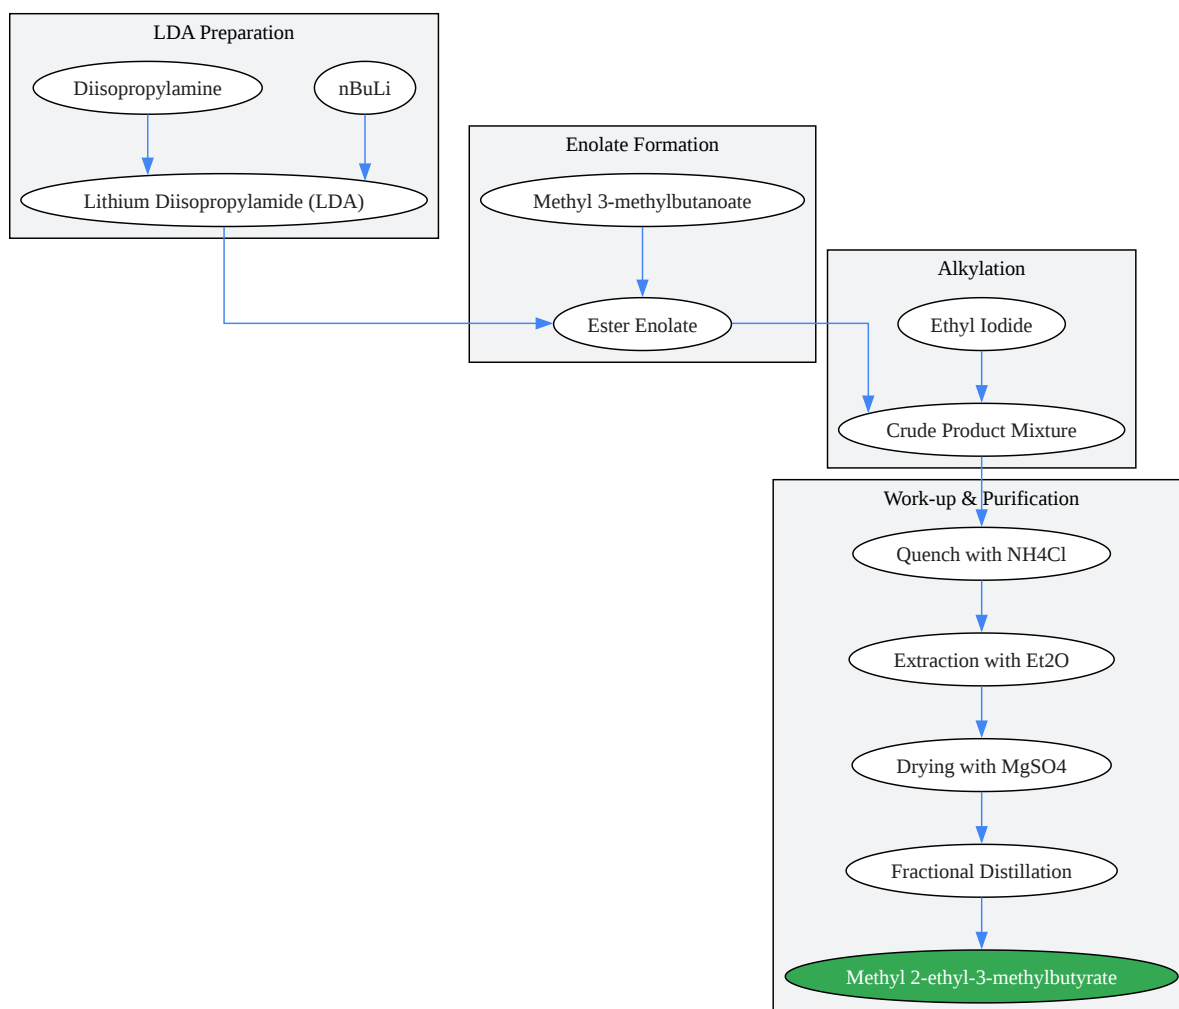 LDA Preparation
Diisopropylamine
nBuLi
Lithium Diisopropylamide (LDA)
Enolate Formation
Methyl 3-methylbutanoate
Ester Enolate
Alkylation
Ethyl Iodide
Crude Product Mixture
Work-up & Purification
Quench with NH4Cl
Extraction with Et2O
Drying with MgSO4
Fractional Distillation
Methyl 2-ethyl-3-methylbutyrate